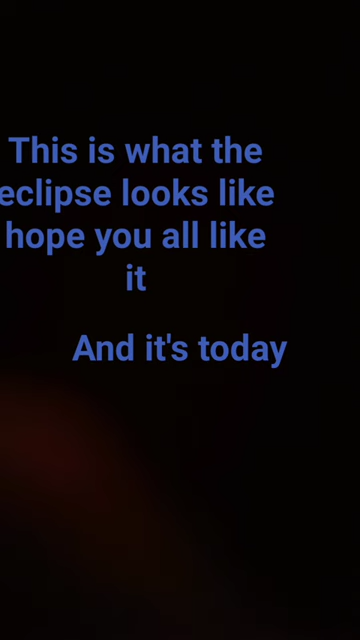 This is what the
eclipse looks like
hope you all like
it
And it's today